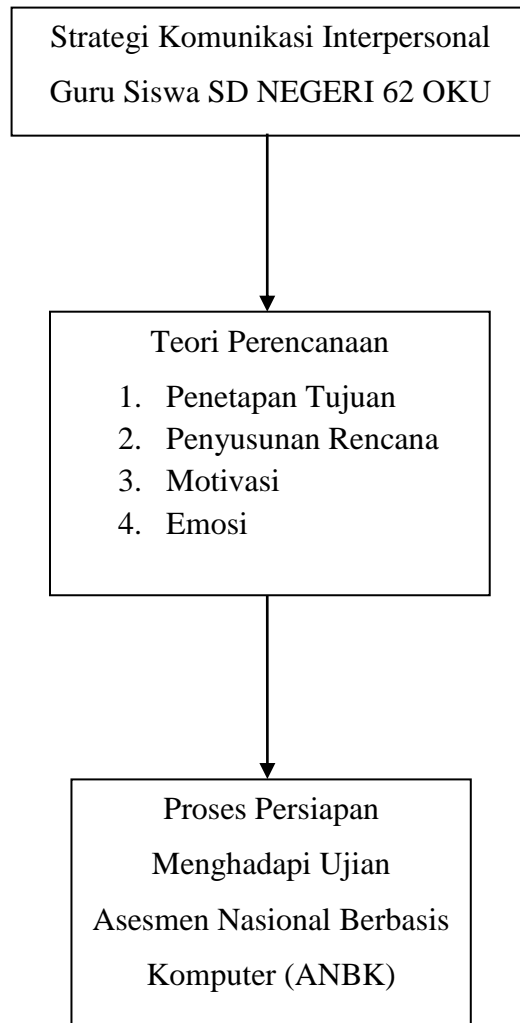 Strategi Komunikasi Interpersonal
Guru Siswa SD NEGERI 62 OKU
Teori Perencanaan
1. Penetapan Tujuan
2. Penyusunan Rencana
3. Motivasi
4. Emosi
Proses Persiapan
Menghadapi Ujian
Asesmen Nasional Berbasis
Komputer (ANBK)